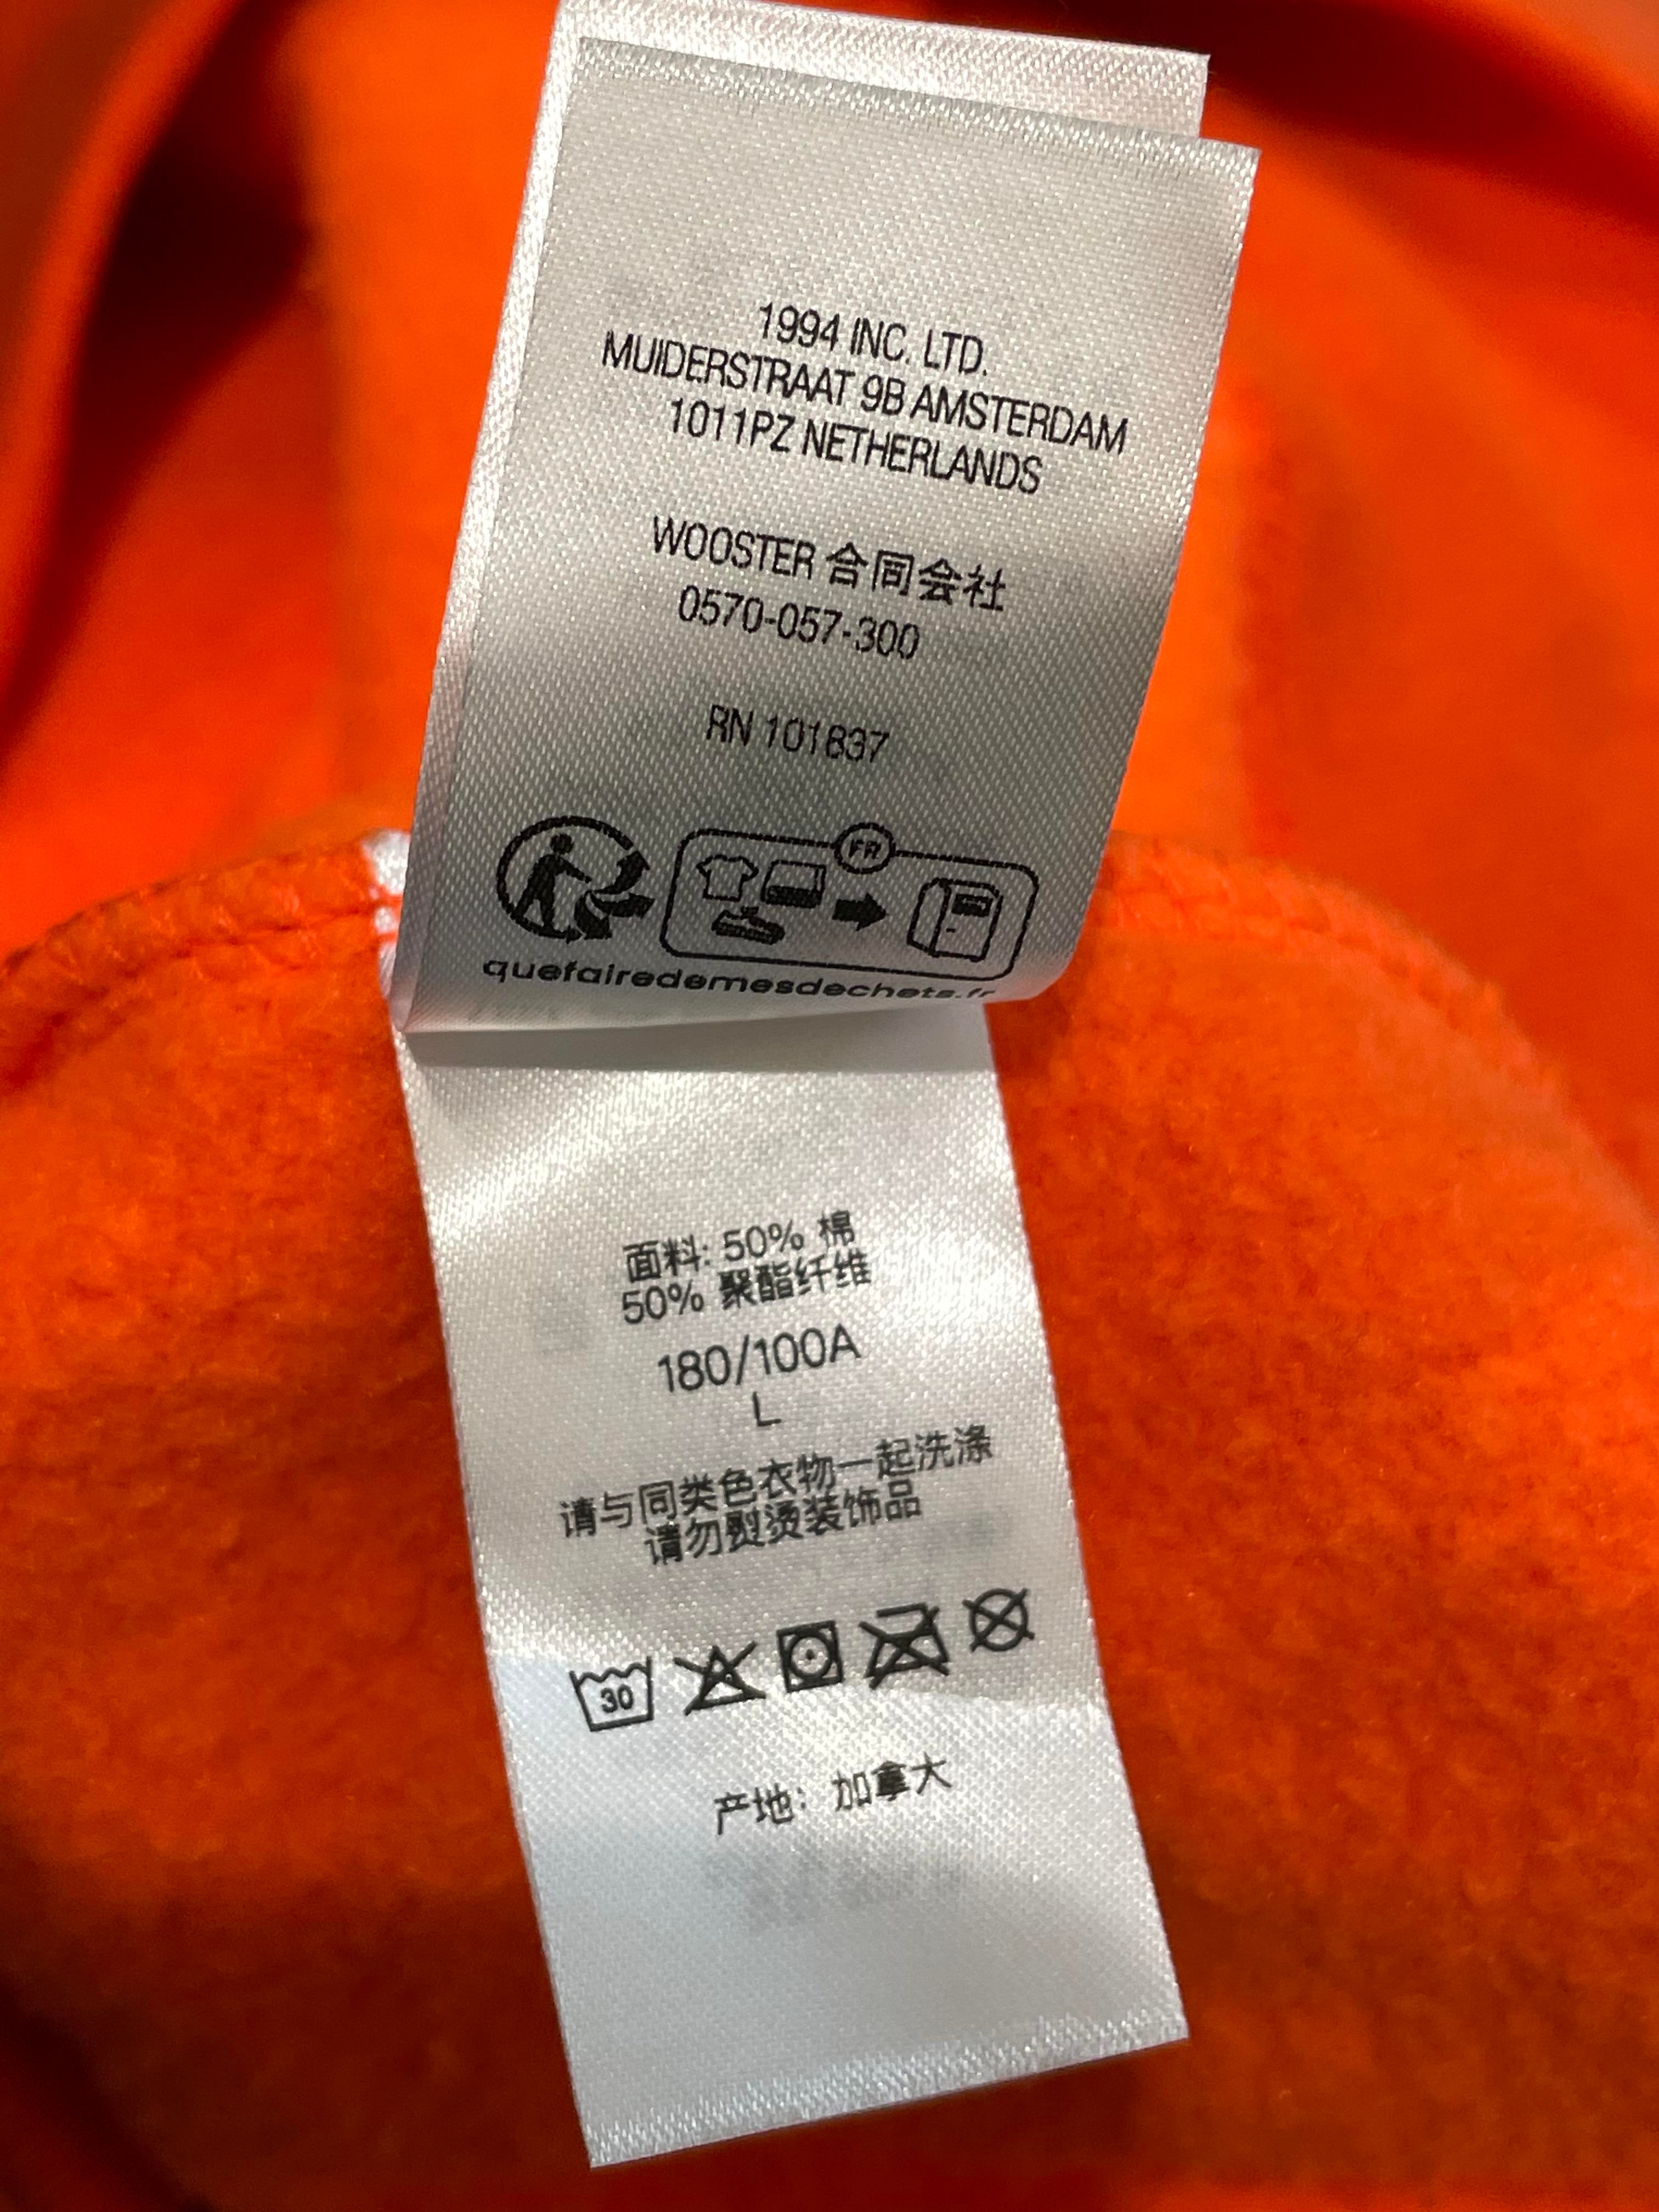 1994 INC. LTD.
MUIDERSTRAAT 9B AMSTERDAM
1011PZ NETHERLANDS
WOOSTER 合同会社
0570-057-300
RN 101837
FR
quefairedemesdechets.fr
面料: 50% 棉
50% 聚酯纤维
180/100A
L
请与同类色衣物一起洗涤
请勿熨烫装饰品
30
产地: 加拿大